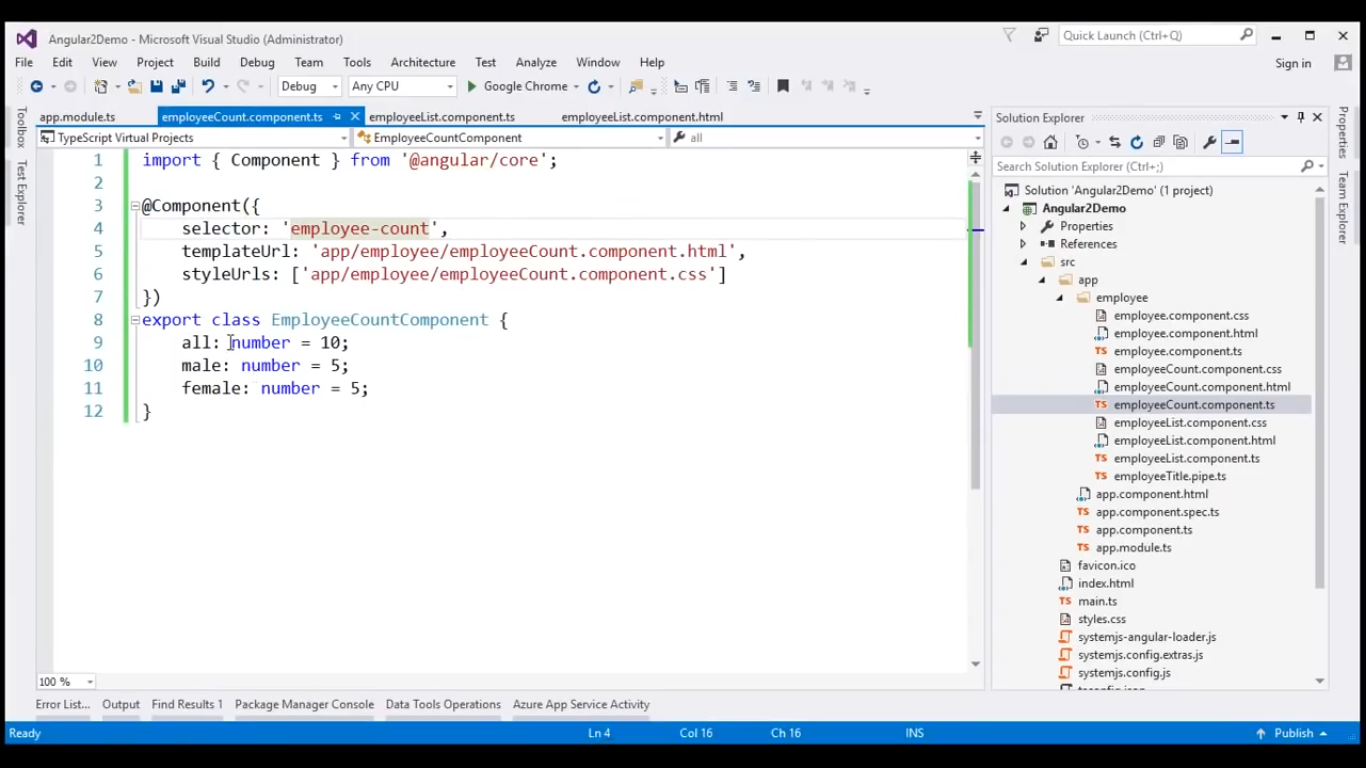 Angular2Demo - Microsoft Visual Studio (Administrator)
Quick Launch (Ctrl+Q)
File Edit View Project Build Debug Team Tools Architecture Test Analyze Window Help
Sign in
Debug Any CPU Google Chrome
Toolbox
Test Explorer
app.module.ts employeeCount.component.ts employeeList.component.ts employeeList.component.html
TypeScript Virtual Projects EmployeeCountComponent all
1 import { Component } from '@angular/core';
2
3 @Component({
4 selector: 'employee-count',
5 templateUrl: 'app/employee/employeeCount.component.html',
6 styleUrls: ['app/employee/employeeCount.component.css']
7 })
8 export class EmployeeCountComponent {
9 all: number = 10;
10 male: number = 5;
11 female: number = 5;
12 }
100 %
Solution Explorer
Search Solution Explorer (Ctrl+;)
Solution 'Angular2Demo' (1 project)
Angular2Demo
Properties
References
src
app
employee
employee.component.css
employee.component.html
TS employee.component.ts
employeeCount.component.css
employeeCount.component.html
TS employeeCount.component.ts
employeeList.component.css
employeeList.component.html
TS employeeList.component.ts
TS employeeTitle.pipe.ts
app.component.html
TS app.component.spec.ts
TS app.component.ts
TS app.module.ts
favicon.ico
index.html
TS main.ts
styles.css
systemjs-angular-loader.js
systemjs.config.extras.js
systemjs.config.js
Properties
Team Explorer
Error List... Output Find Results 1 Package Manager Console Data Tools Operations Azure App Service Activity
Ready Ln 4 Col 16 Ch 16 INS Publish